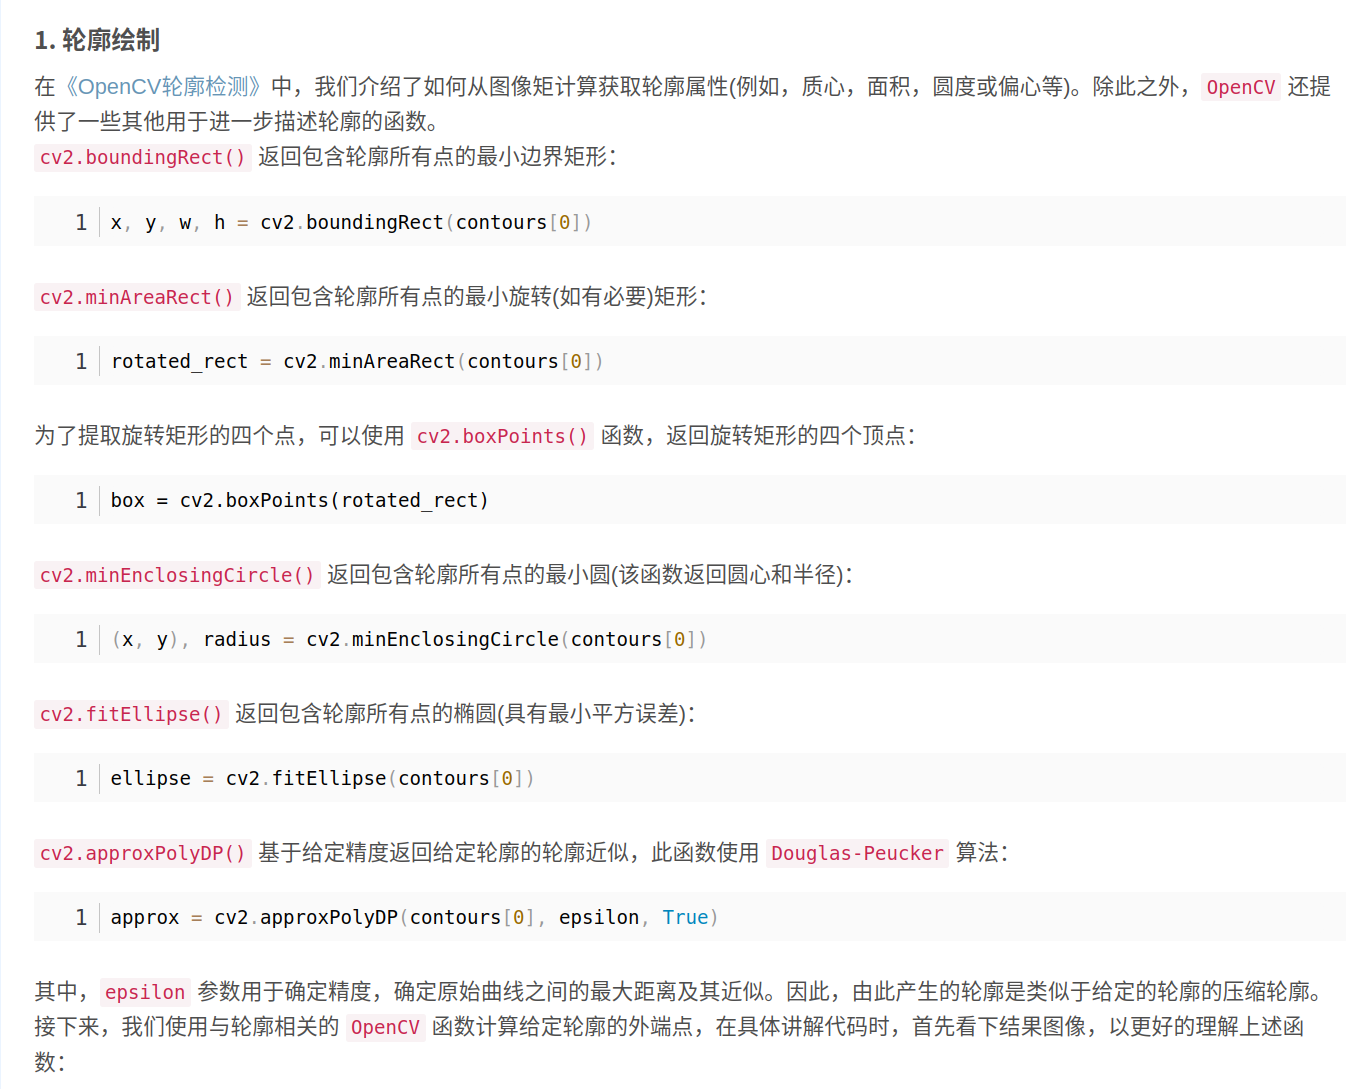 1. 轮廓绘制
在《OpenCV轮廓检测》中，我们介绍了如何从图像矩计算获取轮廓属性(例如，质心，面积，圆度或偏心等)。除此之外， OpenCV 还提
供了一些其他用于进一步描述轮廓的函数。
cv2.boundingRect() 返回包含轮廓所有点的最小边界矩形：
1 x, y, w, h = cv2.boundingRect(contours[0])
cv2.minAreaRect() 返回包含轮廓所有点的最小旋转(如有必要)矩形：
1 rotated_rect = cv2.minAreaRect(contours[0])
为了提取旋转矩形的四个点，可以使用 cv2.boxPoints() 函数，返回旋转矩形的四个顶点：
1 box = cv2.boxPoints(rotated_rect)
cv2.minEnclosingCircle() 返回包含轮廓所有点的最小圆(该函数返回圆心和半径)：
1 (x, y), radius = cv2.minEnclosingCircle(contours[0])
cv2.fitEllipse() 返回包含轮廓所有点的椭圆(具有最小平方误差)：
1 ellipse = cv2.fitEllipse(contours[0])
cv2.approxPolyDP() 基于给定精度返回给定轮廓的轮廓近似，此函数使用 Douglas-Peucker 算法：
1 approx = cv2.approxPolyDP(contours[0], epsilon, True)
其中， epsilon 参数用于确定精度，确定原始曲线之间的最大距离及其近似。因此，由此产生的轮廓是类似于给定的轮廓的压缩轮廓。
接下来，我们使用与轮廓相关的 OpenCV 函数计算给定轮廓的外端点，在具体讲解代码时，首先看下结果图像，以更好的理解上述函
数：